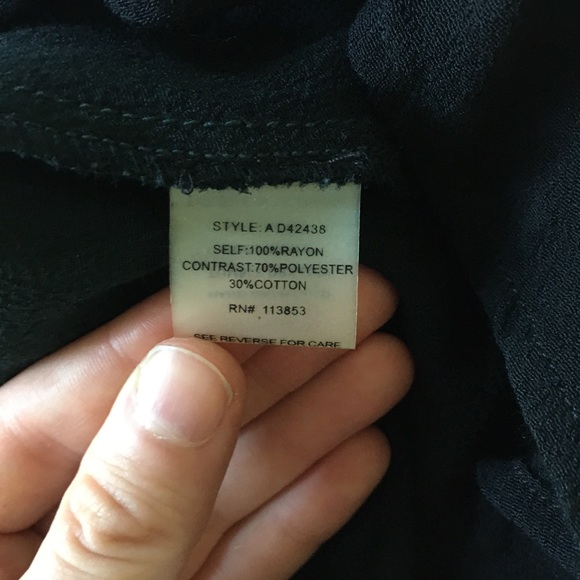 STYLE: A D42438
SELF:100%RAYON
CONTRAST:70%POLYESTER
30%COTTON
RN# 113853
SEE REVERSE FOR CARE